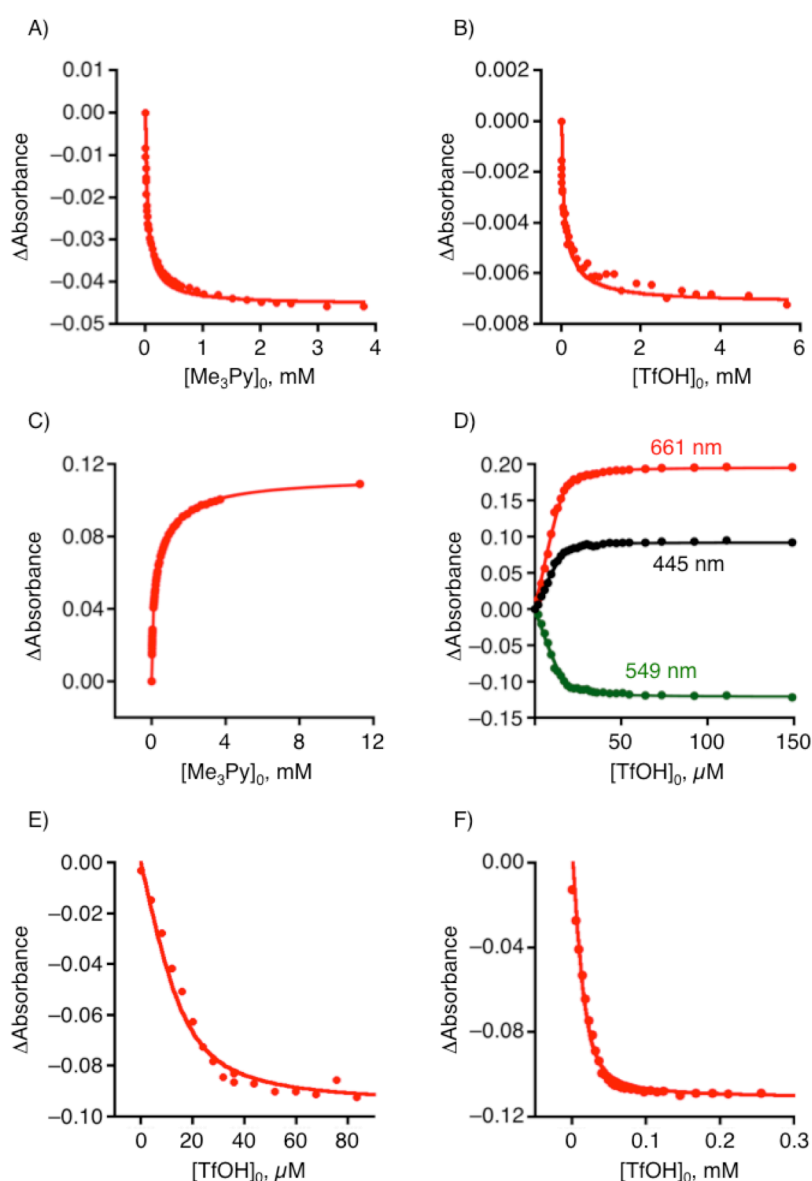 A)
0.01
0.00
−0.01
−0.02
−0.03
−0.04
−0.05
ΔAbsorbance
0 1 2 3 4
[Me₃Py]₀, mM
B)
0.002
0.000
−0.002
−0.004
−0.006
−0.008
ΔAbsorbance
0 2 4 6
[TfOH]₀, mM
C)
0.12
0.08
0.04
0.00
ΔAbsorbance
0 4 8 12
[Me₃Py]₀, mM
D)
661 nm
445 nm
549 nm
0.20
0.15
0.10
0.05
0.00
−0.05
−0.10
−0.15
ΔAbsorbance
0 50 100 150
[TfOH]₀, µM
E)
0.00
−0.02
−0.04
−0.06
−0.08
−0.10
ΔAbsorbance
0 20 40 60 80
[TfOH]₀, µM
F)
0.00
−0.04
−0.08
−0.12
ΔAbsorbance
0 0.1 0.2 0.3
[TfOH]₀, mM